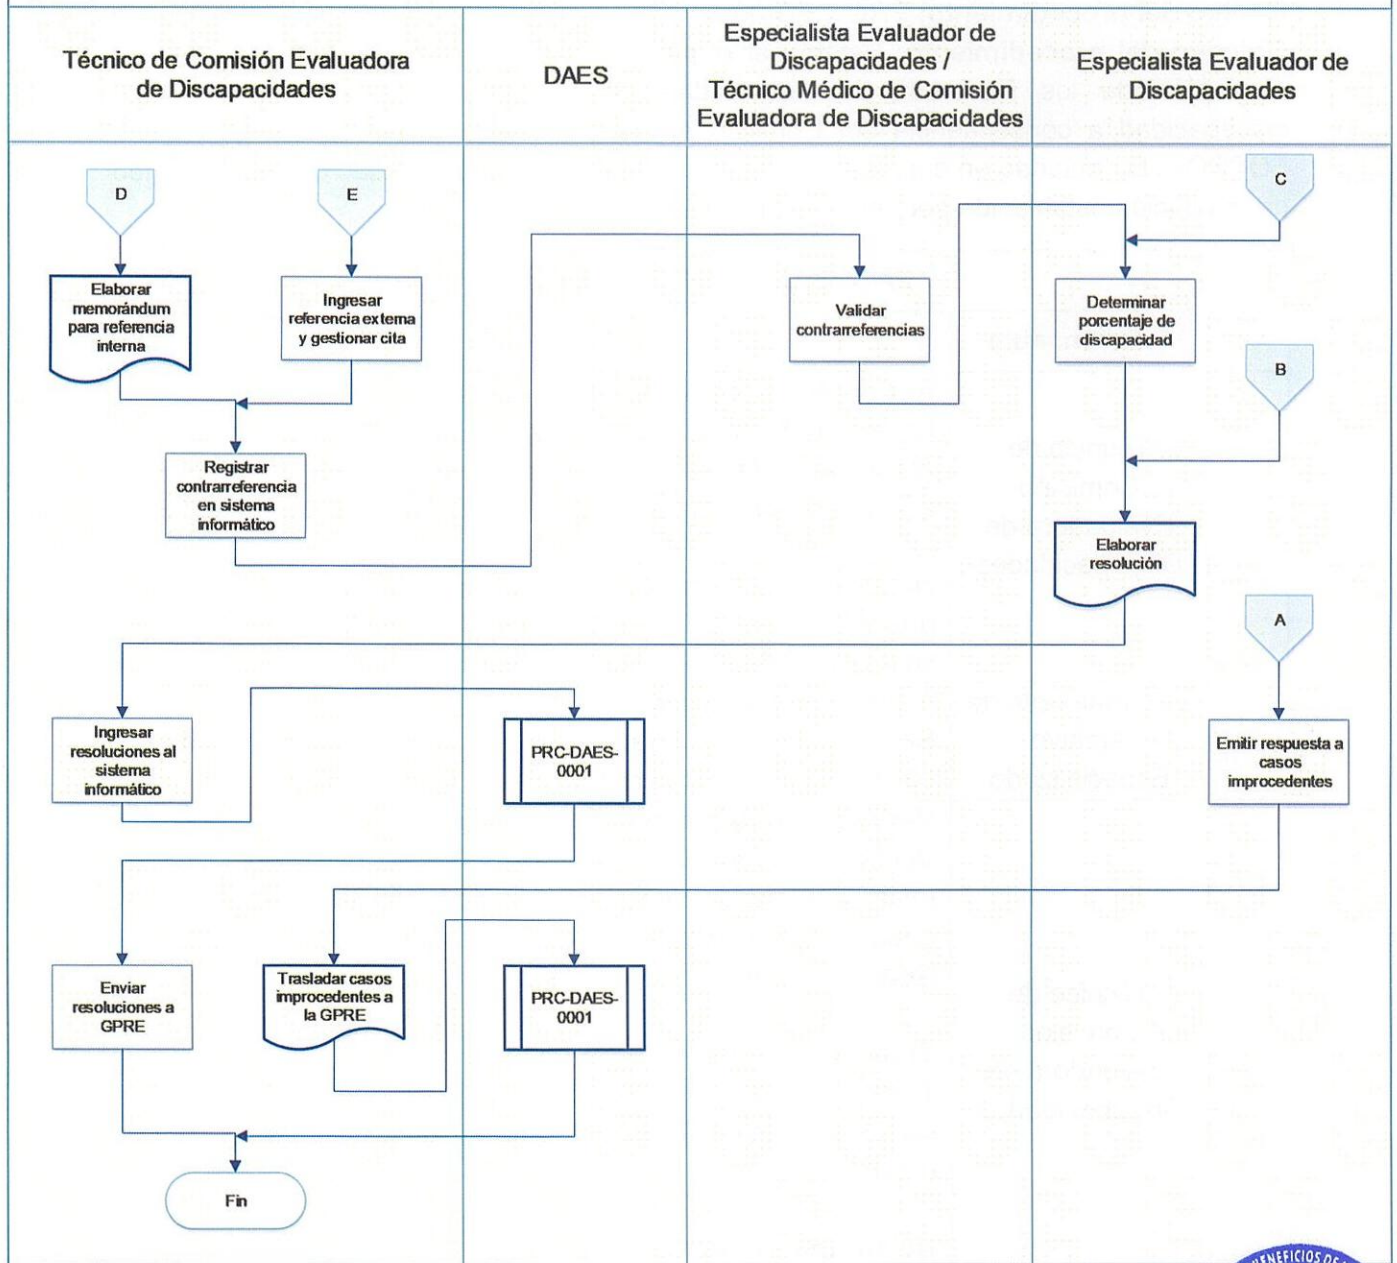 Técnico de Comisión Evaluadora
de Discapacidades
DAES
Especialista Evaluador de
Discapacidades /
Técnico Médico de Comisión
Evaluadora de Discapacidades
Especialista Evaluador de
Discapacidades
D
E
C
Elaborar
memorándum
para referencia
interna
Ingresar
referencia externa
y gestionar cita
Validar
contrarreferencias
Determinar
porcentaje de
discapacidad
B
Registrar
contrarreferencia
en sistema
informático
Elaborar
resolución
A
Ingresar
resoluciones al
sistema
informático
PRC-DAES-
0001
Emitir respuesta a
casos
improcedentes
Enviar
resoluciones a
GPRE
Trasladar casos
improcedentes a
la GPRE
PRC-DAES-
0001
Fin
BENEFICIOS DE